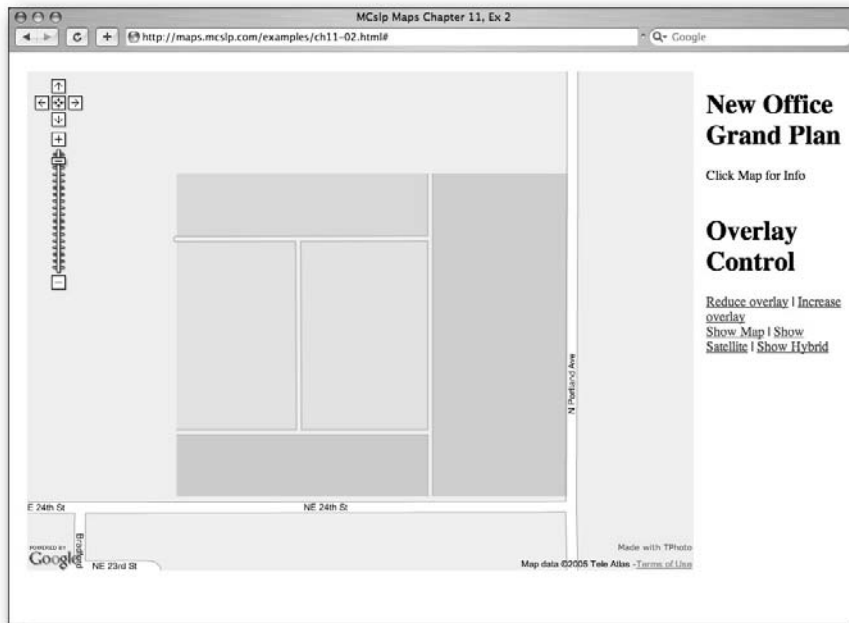 MCslp Maps Chapter 11, Ex 2
http://maps.mcslp.com/examples/ch11-02.html#
Google
New Office
Grand Plan
Click Map for Info
Overlay
Control
Reduce overlay | Increase
overlay
Show Map | Show
Satellite | Show Hybrid
N Portland Ave
E 24th St
NE 24th St
Bradford
NE 23rd St
POWERED BY
Google
Made with TPhoto
Map data ©2005 Tele Atlas - Terms of Use